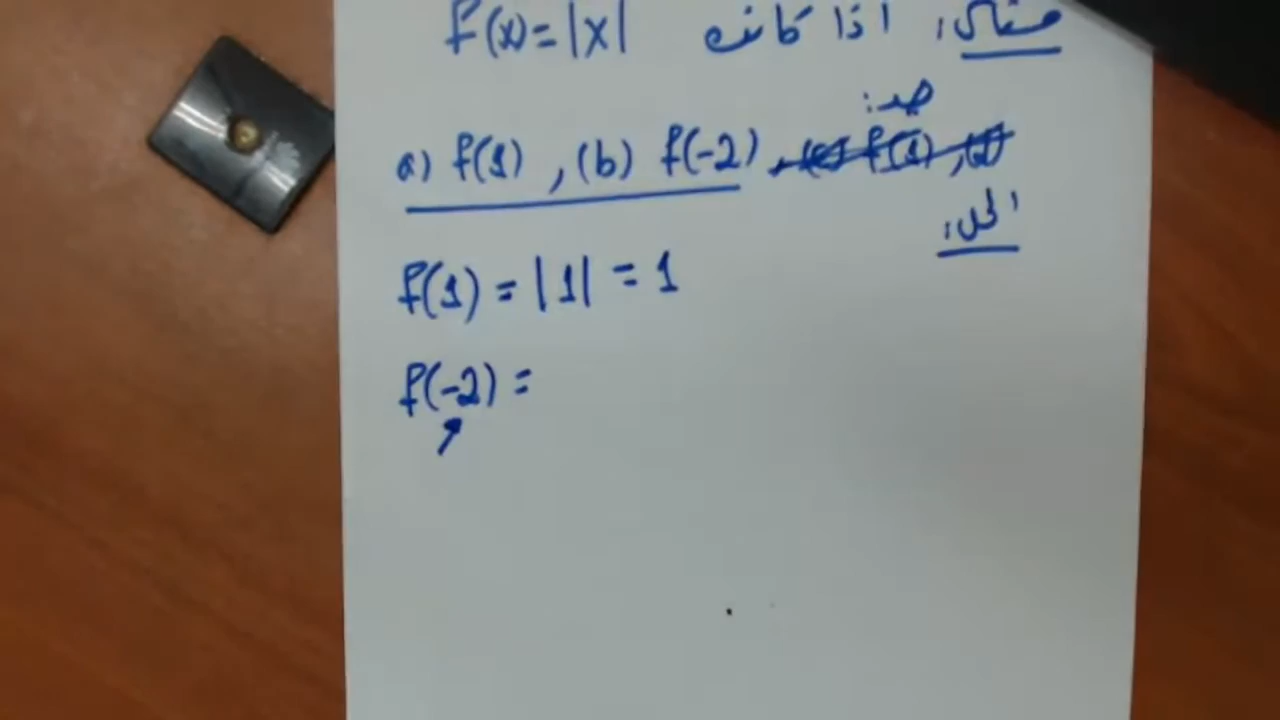 مثال: اذا كانت f(x)=|x|
جد:
a) f(1) , (b) f(-2)
الحل:
f(1) = |1| = 1
f(-2) =